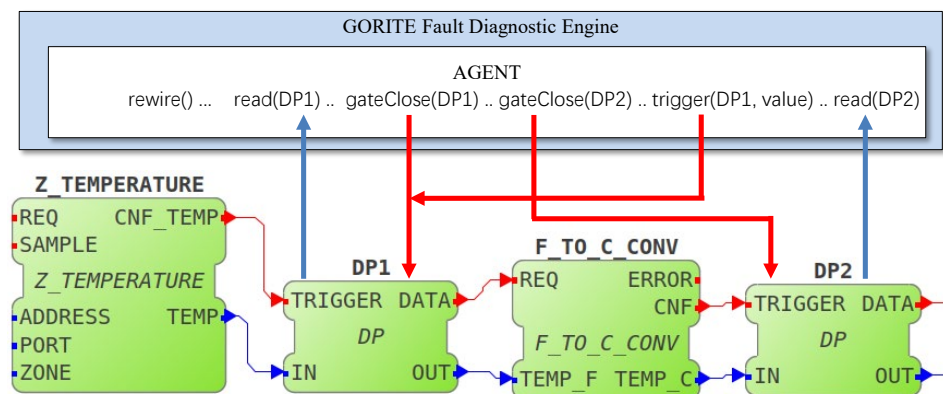 GORITE Fault Diagnostic Engine
AGENT
rewire() ... read(DP1) .. gateClose(DP1) .. gateClose(DP2) .. trigger(DP1, value) .. read(DP2)
Z_TEMPERATURE
REQ CNF_TEMP
SAMPLE
Z_TEMPERATURE
ADDRESS TEMP
PORT
ZONE
DP1
TRIGGER DATA
DP
IN OUT
F_TO_C_CONV
REQ ERROR
CNF
F_TO_C_CONV
TEMP_F TEMP_C
DP2
TRIGGER DATA
DP
IN OUT